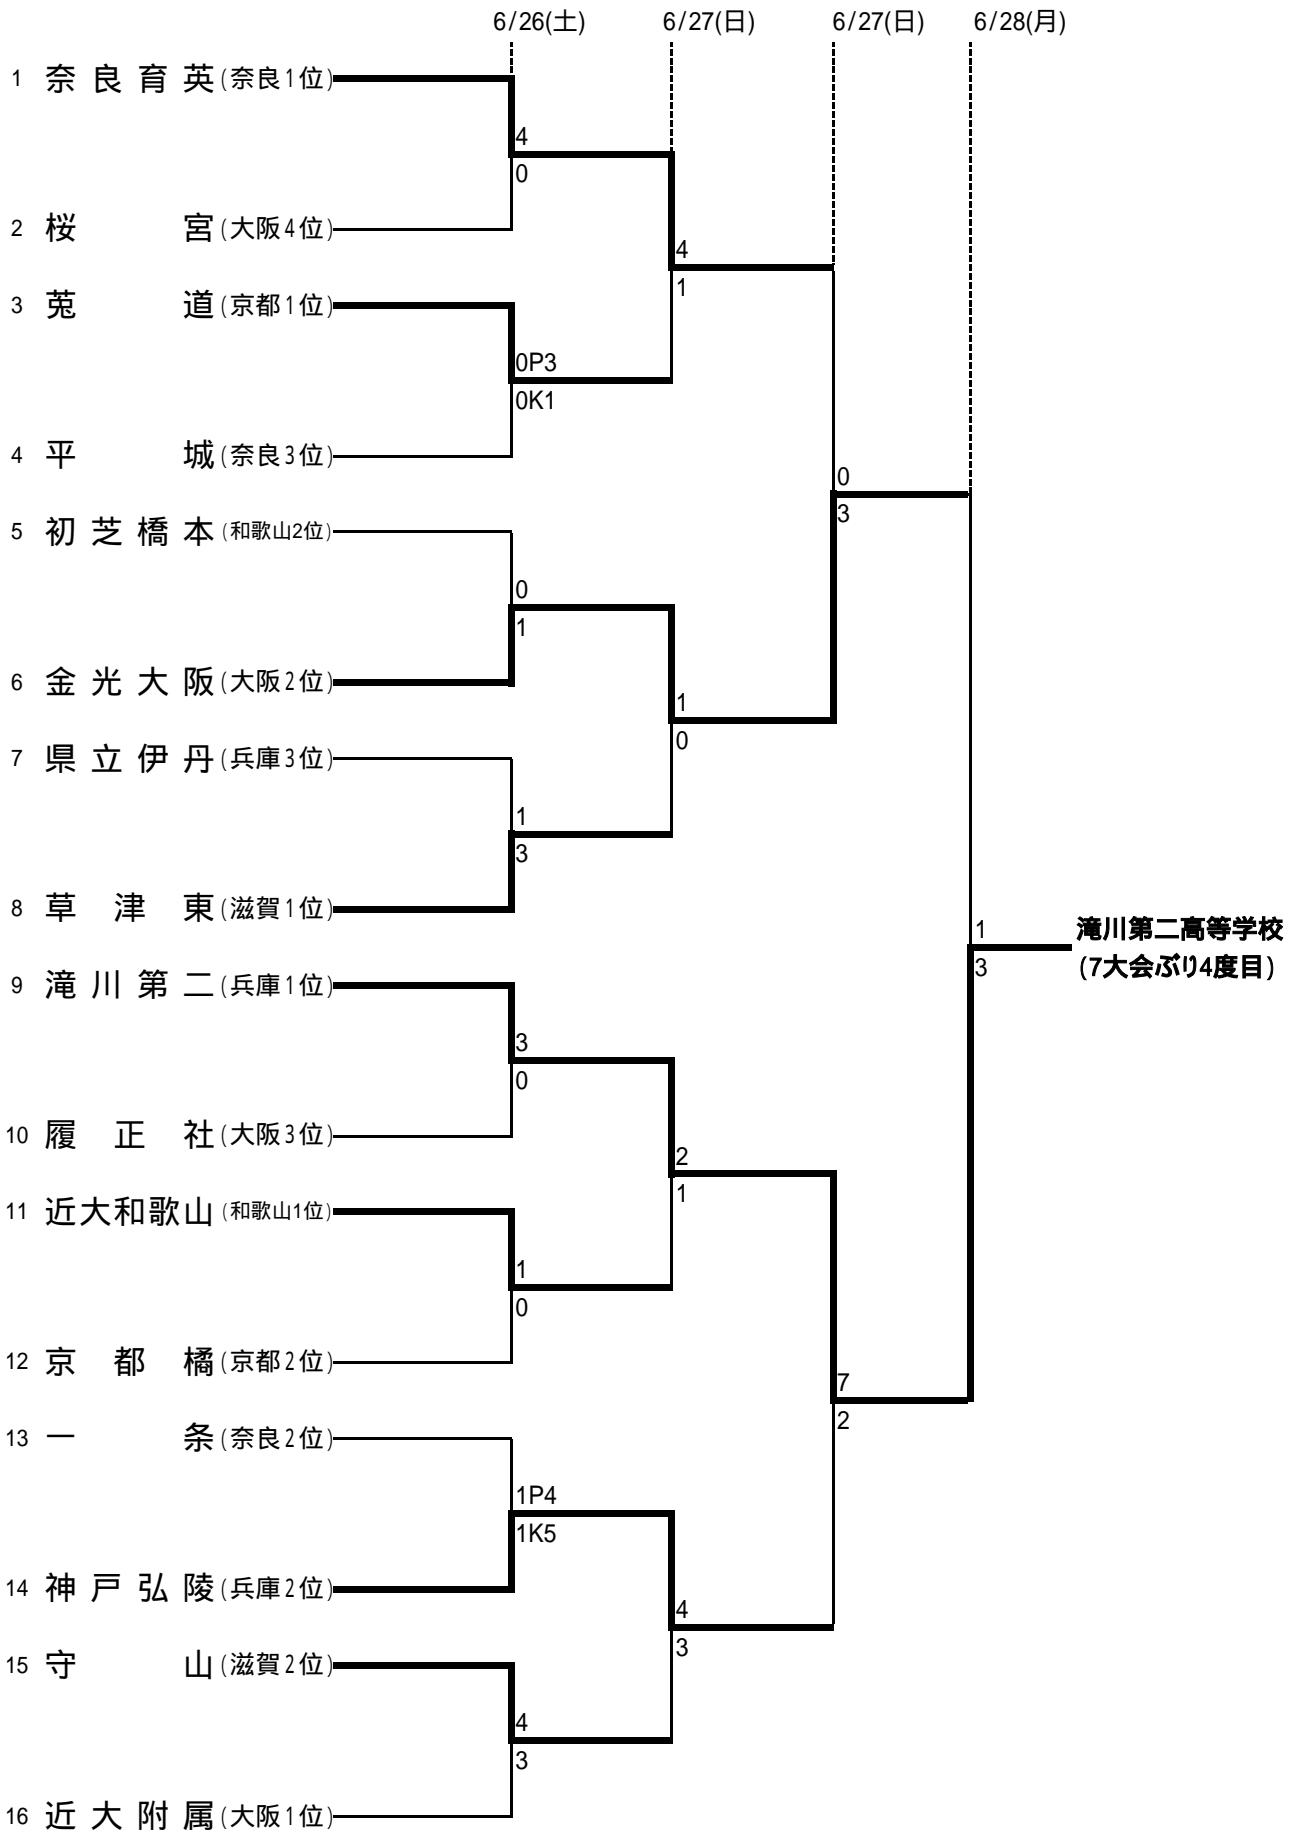 6/26(土) 6/27(日) 6/27(日) 6/28(月)
1 奈良育英(奈良1位)
4
0
2 桜宮(大阪4位)
4
1
3 莵道(京都1位)
0P3
0K1
4 平城(奈良3位)
0
3
5 初芝橋本(和歌山2位)
0
1
6 金光大阪(大阪2位)
1
0
7 県立伊丹(兵庫3位)
1
3
8 草津東(滋賀1位)
1
3
滝川第二高等学校
(7大会ぶり4度目)
9 滝川第二(兵庫1位)
3
0
10 履正社(大阪3位)
2
1
11 近大和歌山(和歌山1位)
1
0
12 京都橘(京都2位)
7
2
13 一条(奈良2位)
1P4
1K5
14 神戸弘陵(兵庫2位)
4
3
15 守山(滋賀2位)
4
3
16 近大附属(大阪1位)